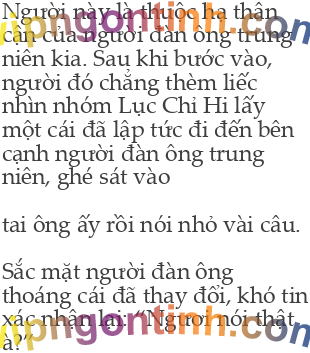 Người này là thuộc hạ thân
cận của người đàn ông trung
niên kia. Sau khi bước vào,
người đó chẳng thèm liếc
nhìn nhóm Lục Chi Hi lấy
một cái đã lập tức đi đến bên
cạnh người đàn ông trung
niên, ghé sát vào
tai ông ấy rồi nói nhỏ vài câu.
Sắc mặt người đàn ông
thoáng cái đã thay đổi, khó tin
xác nhận lại: “Ngươi nói thật
à?”